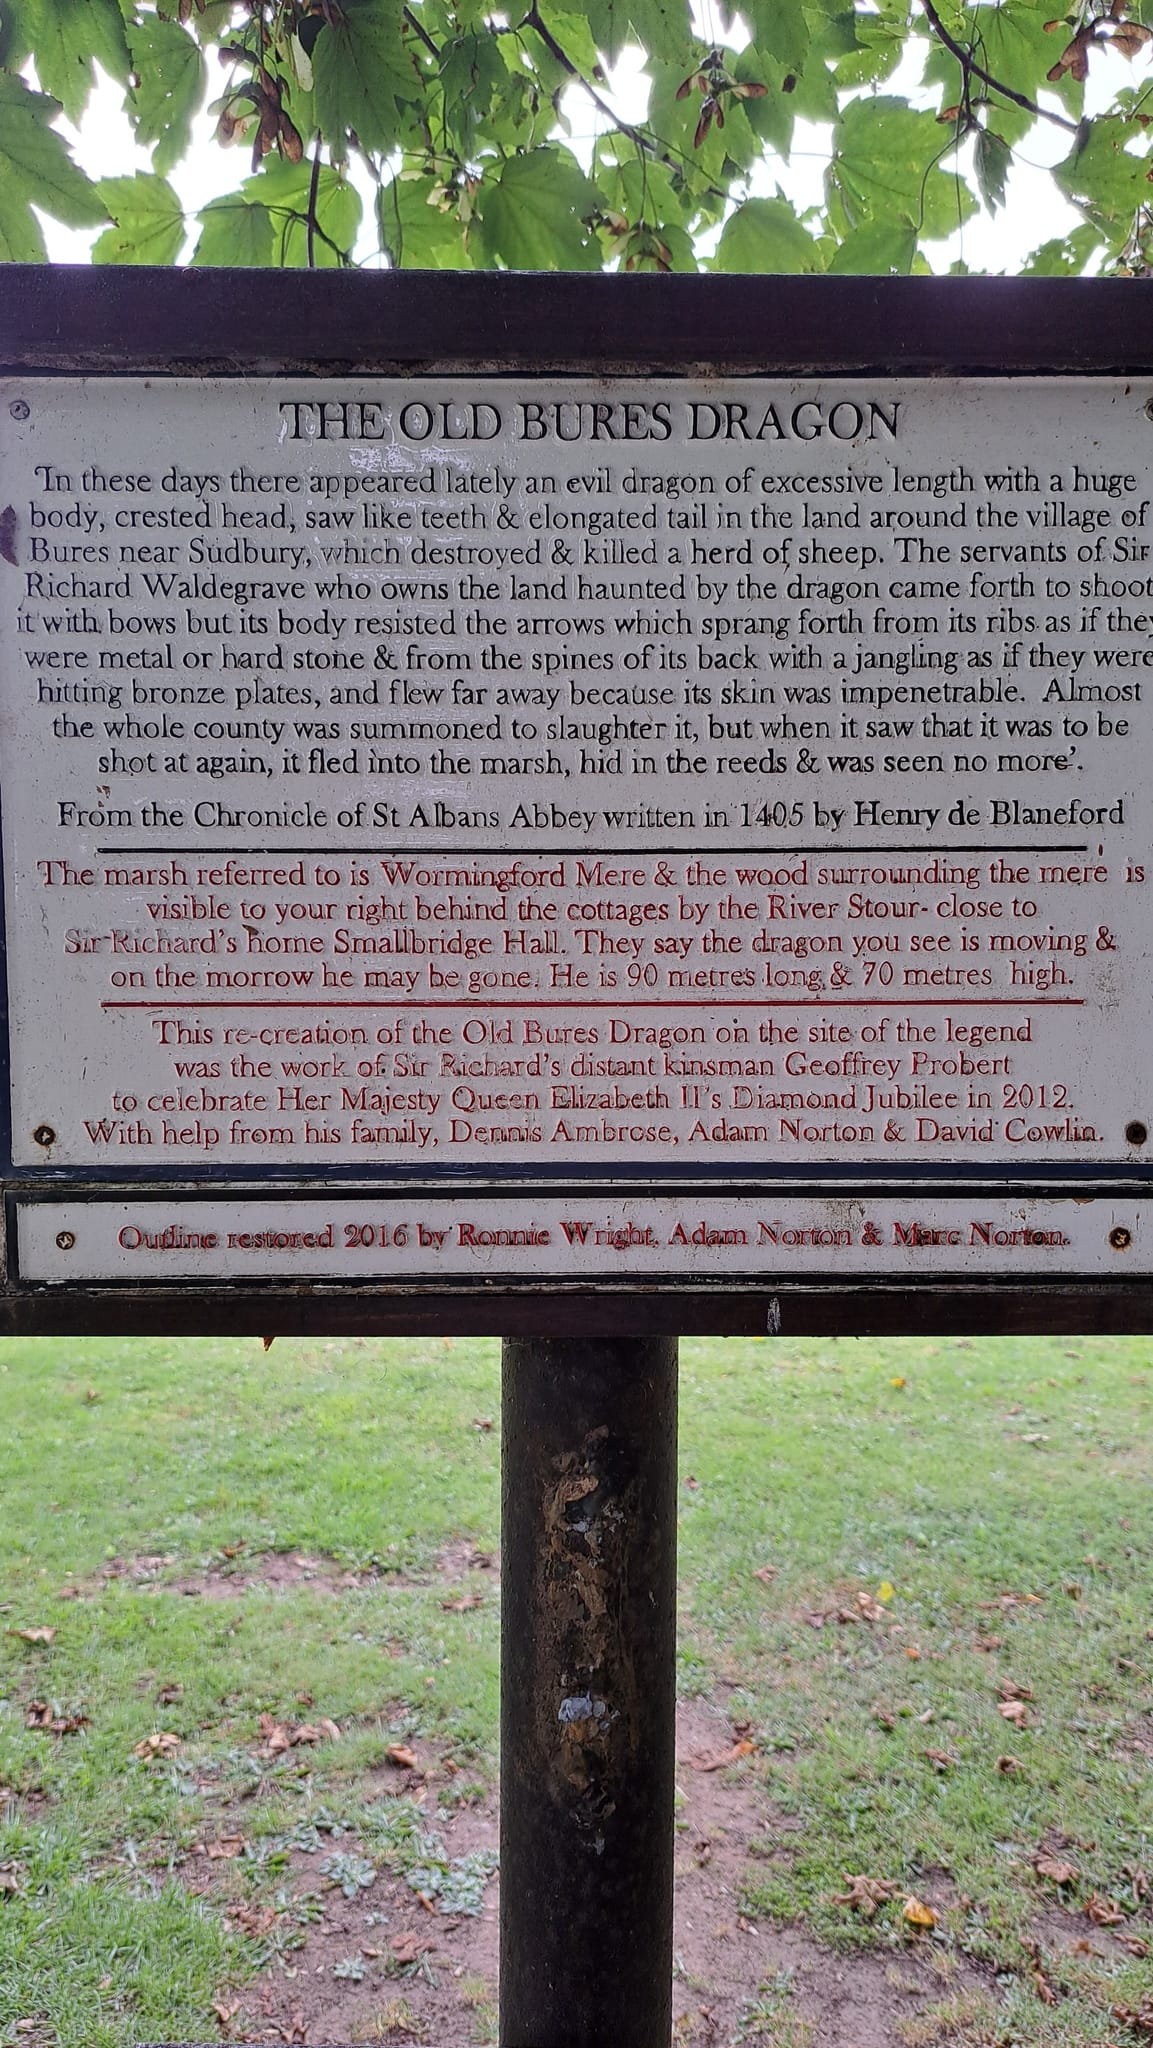 THE OLD BURES DRAGON
'In these days there appeared lately an evil dragon of excessive length with a huge
body, crested head, saw like teeth & elongated tail in the land around the village of
Bures near Sudbury, which destroyed & killed a herd of sheep. The servants of Sir
Richard Waldegrave who owns the land haunted by the dragon came forth to shoot
it with bows but its body resisted the arrows which sprang forth from its ribs as if they
were metal or hard stone & from the spines of its back with a jangling as if they were
hitting bronze plates, and flew far away because its skin was impenetrable. Almost
the whole county was summoned to slaughter it, but when it saw that it was to be
shot at again, it fled into the marsh, hid in the reeds & was seen no more'.
From the Chronicle of St Albans Abbey written in 1405 by Henry de Blaneford
The marsh referred to is Wormingford Mere & the wood surrounding the mere is
visible to your right behind the cottages by the River Stour- close to
Sir Richard's home Smallbridge Hall. They say the dragon you see is moving &
on the morrow he may be gone. He is 90 metres long & 70 metres high.
This re-creation of the Old Bures Dragon on the site of the legend
was the work of Sir Richard's distant kinsman Geoffrey Probert
to celebrate Her Majesty Queen Elizabeth II's Diamond Jubilee in 2012.
With help from his family, Dennis Ambrose, Adam Norton & David Cowlin.
Outline restored 2016 by Ronnie Wright, Adam Norton & Marc Norton.